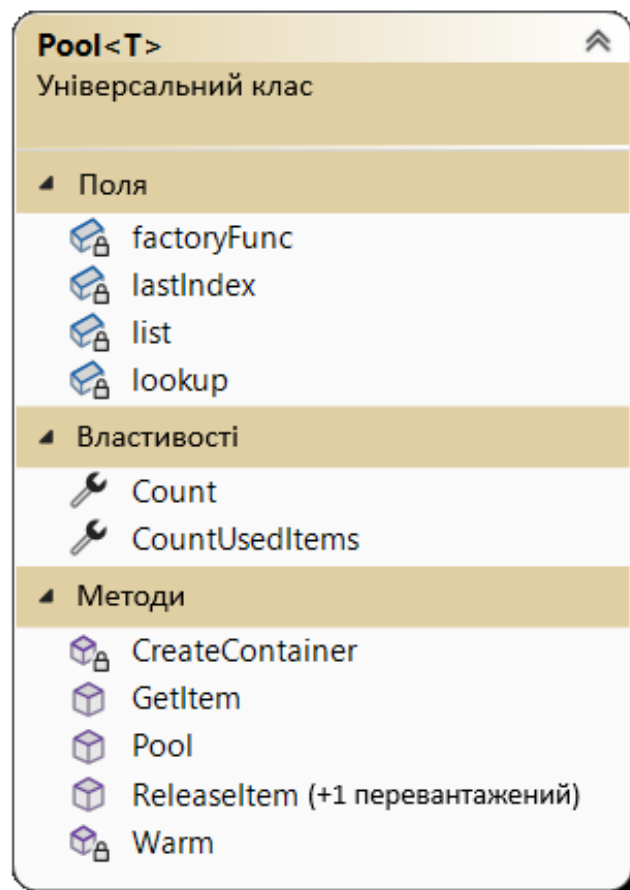 Pool<T>
Універсальний клас
Поля
factoryFunc
lastIndex
list
lookup
Властивості
Count
CountUsedItems
Методи
CreateContainer
GetItem
Pool
ReleaseItem (+1 перевантажений)
Warm